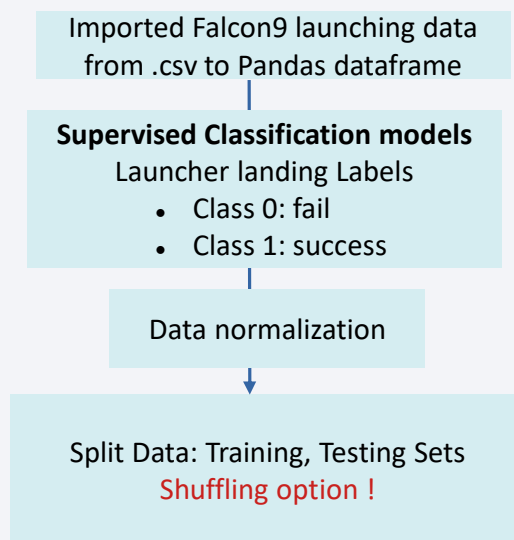 Imported Falcon9 launching data
from .csv to Pandas dataframe
Supervised Classification models
Launcher landing Labels
• Class 0: fail
• Class 1: success
Data normalization
Split Data: Training, Testing Sets
Shuffling option !